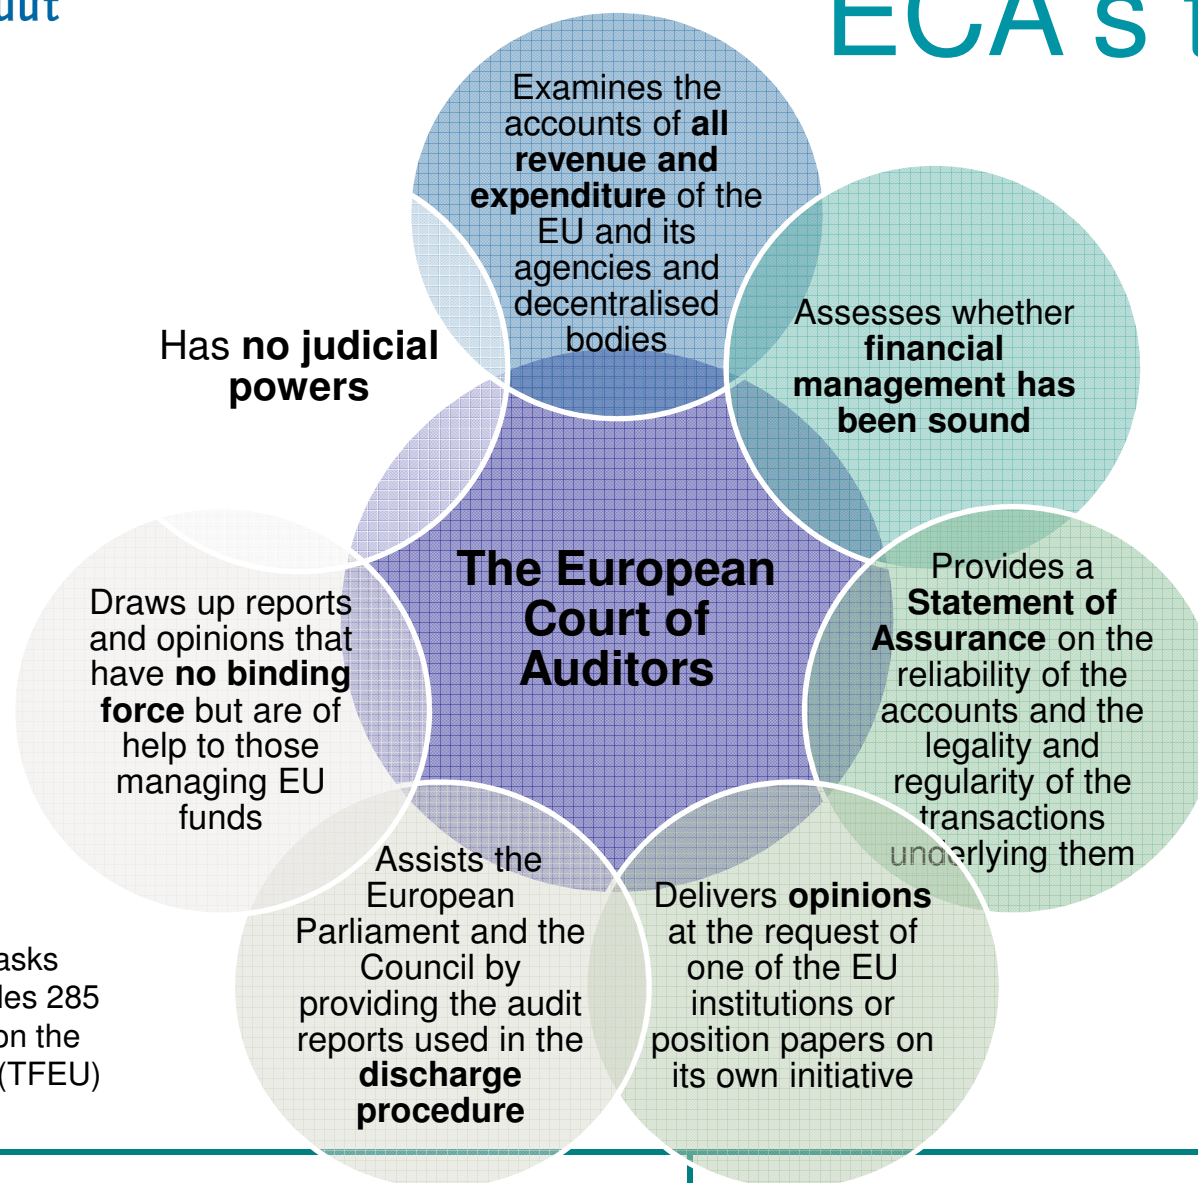 ECA's
Examines the
accounts of all
revenue and
expenditure of the
EU and its
agencies and
decentralised
bodies
Assesses whether
financial
management has
been sound
Provides a
Statement of
Assurance on the
reliability of the
accounts and the
legality and
regularity of the
transactions
underlying them
Delivers opinions
at the request of
one of the EU
institutions or
position papers on
its own initiative
Assists the
European
Parliament and the
Council by
providing the audit
reports used in the
discharge
procedure
Draws up reports
and opinions that
have no binding
force but are of
help to those
managing EU
funds
Has no judicial
powers
The European
Court of
Auditors
asks
les 285
on the
(TFEU)